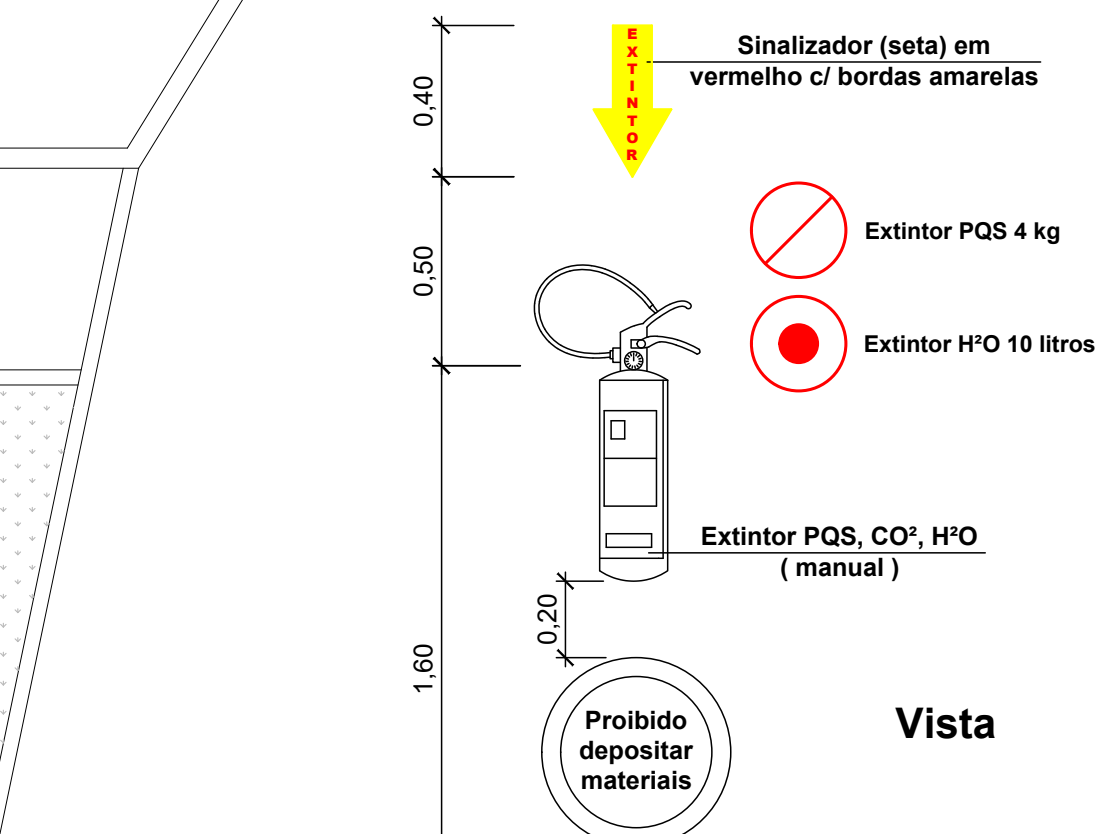 EXTINTOR
Sinalizador (seta) em
vermelho c/ bordas amarelas
0,40
Extintor PQS 4 kg
0,50
Extintor H²O 10 litros
Extintor PQS, CO², H²O
( manual )
0,20
1,60
Proibido
depositar
materiais
Vista